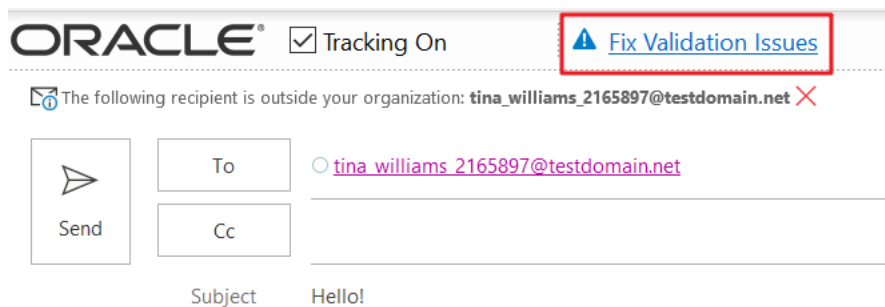 ORACLE® Tracking On Fix Validation Issues
The following recipient is outside your organization: tina_williams_2165897@testdomain.net
To tina_williams_2165897@testdomain.net
Send
Cc
Subject Hello!